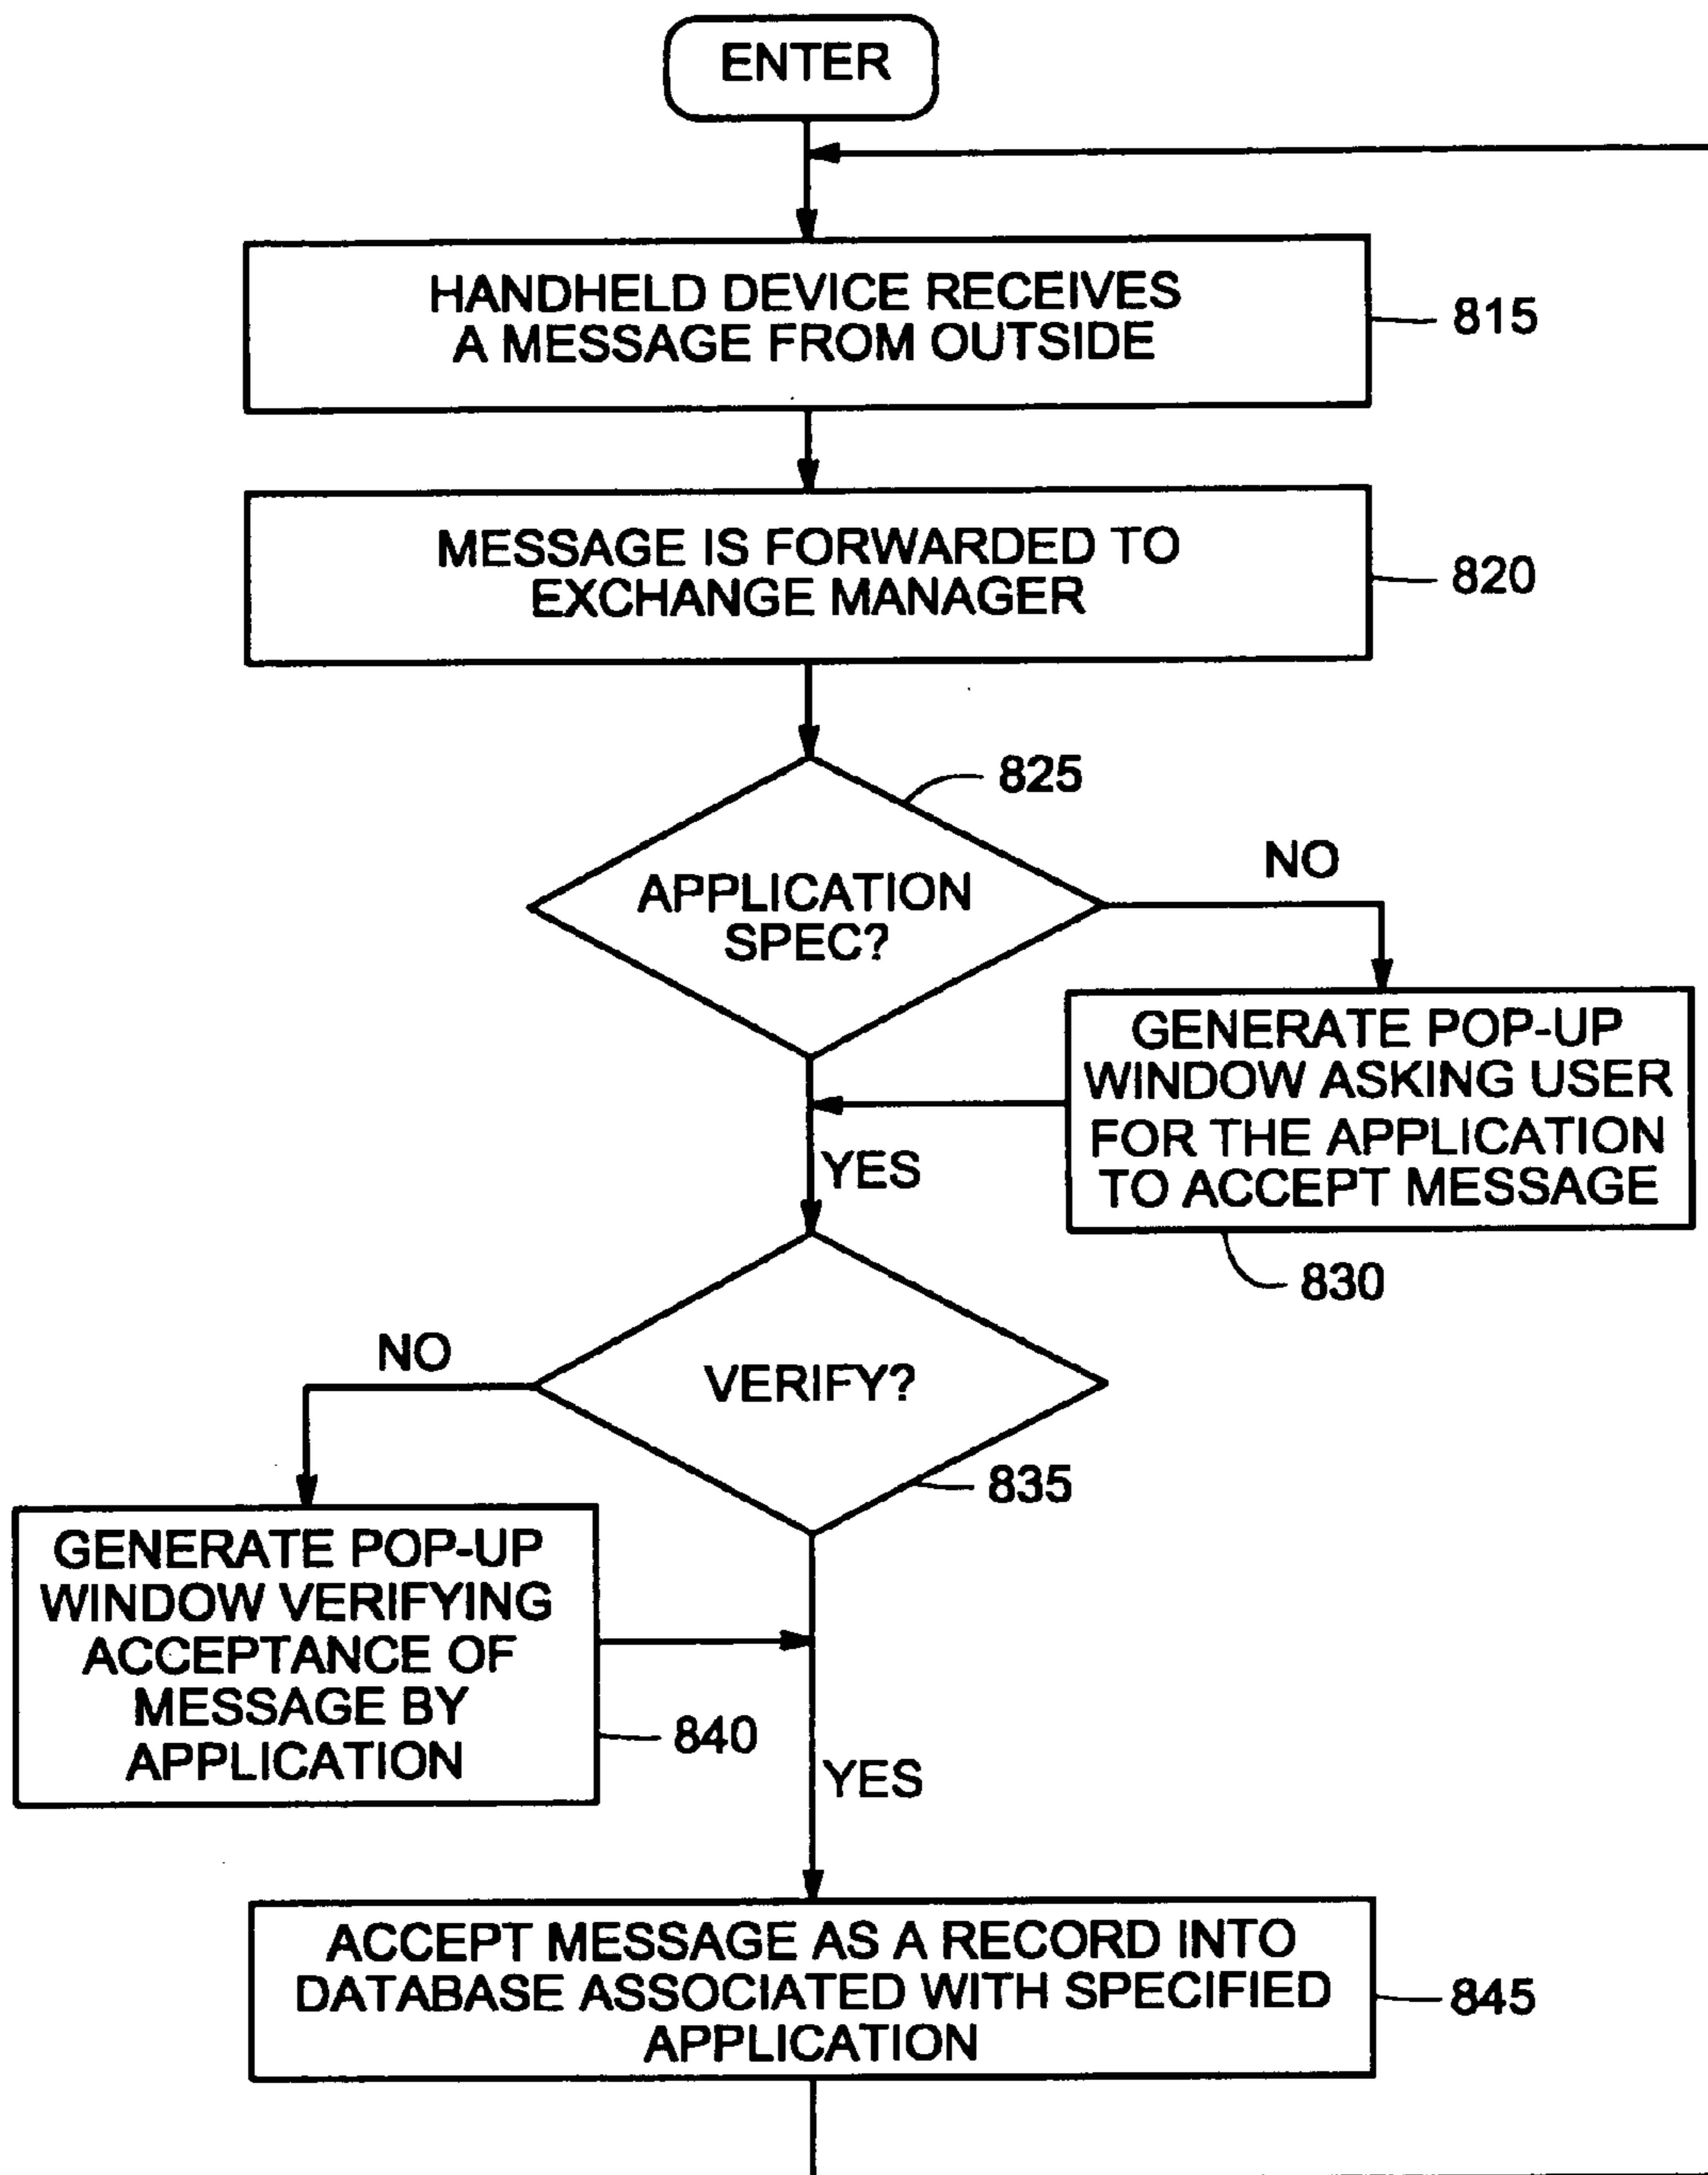 ENTER
HANDHELD DEVICE RECEIVES
A MESSAGE FROM OUTSIDE
815
MESSAGE IS FORWARDED TO
EXCHANGE MANAGER
820
825
APPLICATION
SPEC?
NO
GENERATE POP-UP
WINDOW ASKING USER
FOR THE APPLICATION
TO ACCEPT MESSAGE
830
YES
VERIFY?
835
NO
GENERATE POP-UP
WINDOW VERIFYING
ACCEPTANCE OF
MESSAGE BY
APPLICATION
840
YES
ACCEPT MESSAGE AS A RECORD INTO
DATABASE ASSOCIATED WITH SPECIFIED
APPLICATION
845